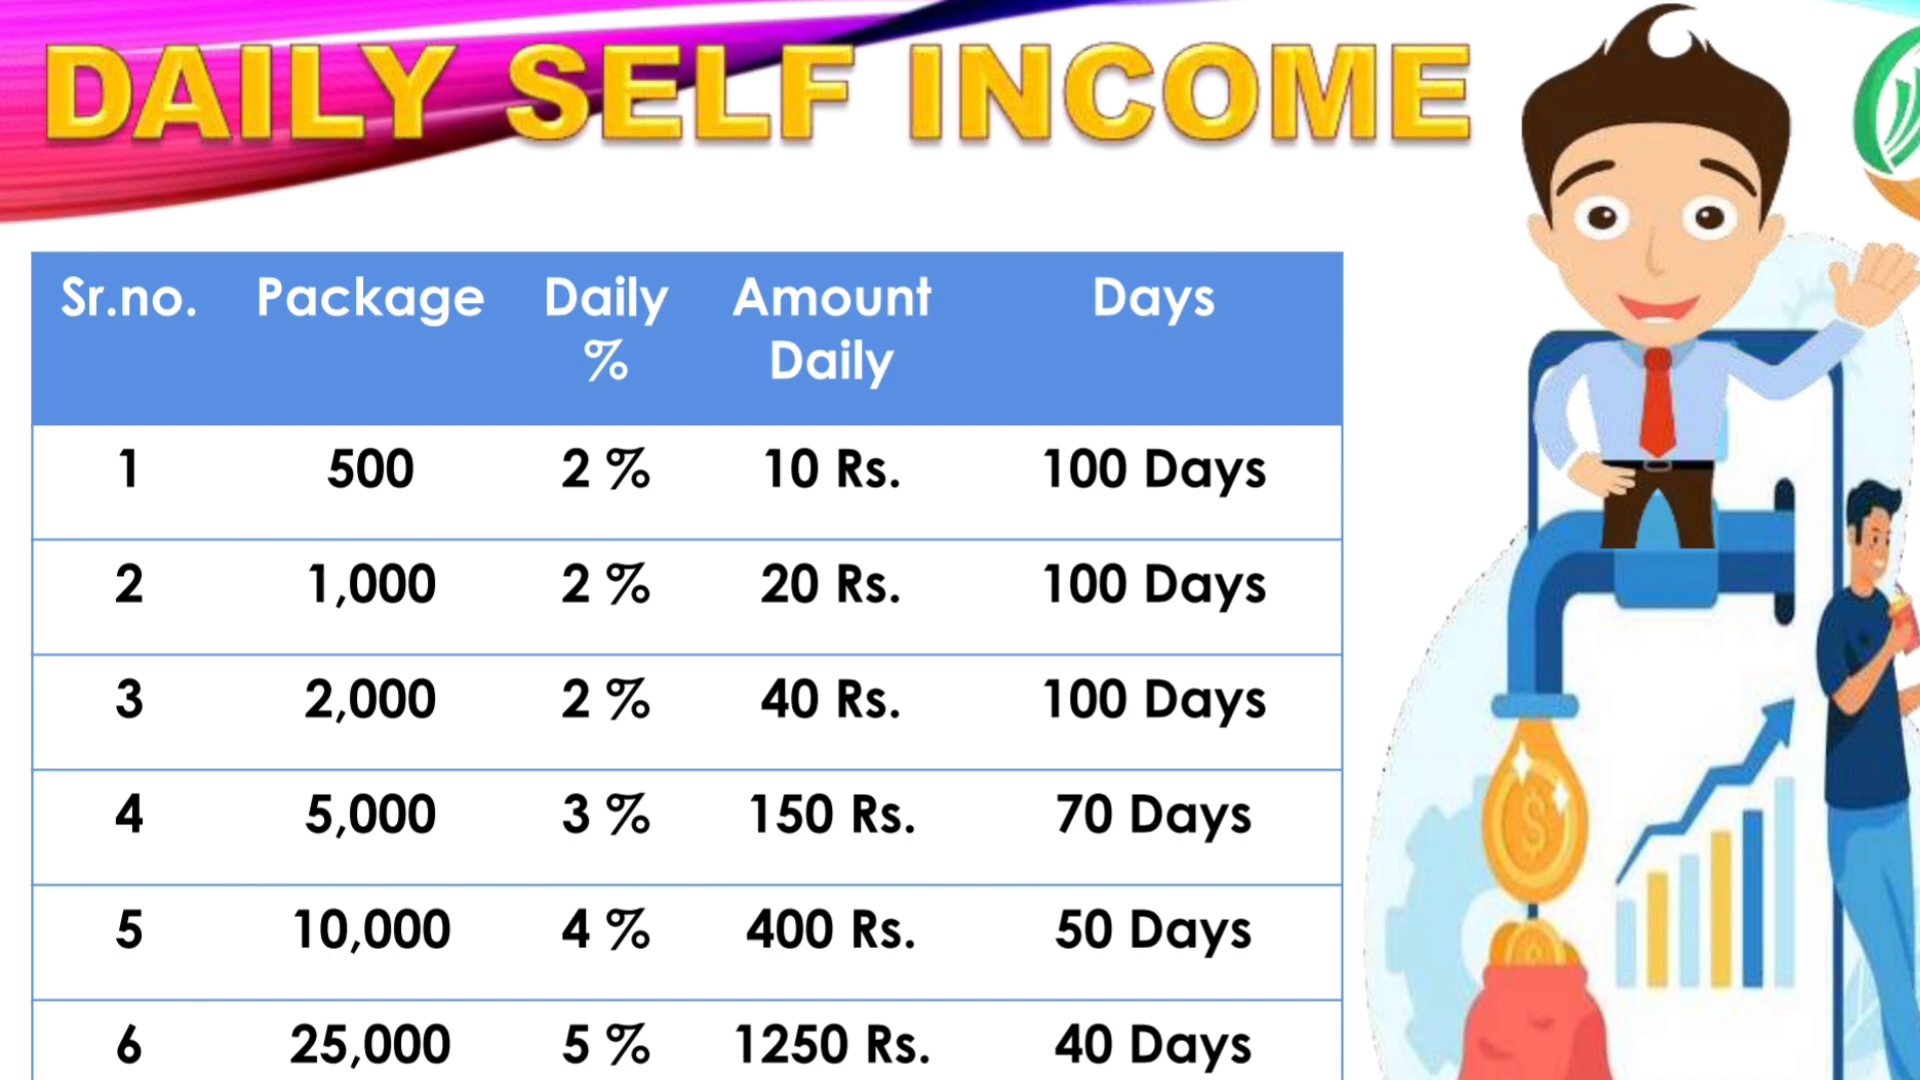 DAILY SELF INCOME
Sr.no. Package Daily % Amount Daily Days
1 500 2 % 10 Rs. 100 Days
2 1,000 2 % 20 Rs. 100 Days
3 2,000 2 % 40 Rs. 100 Days
4 5,000 3 % 150 Rs. 70 Days
5 10,000 4 % 400 Rs. 50 Days
6 25,000 5 % 1250 Rs. 40 Days